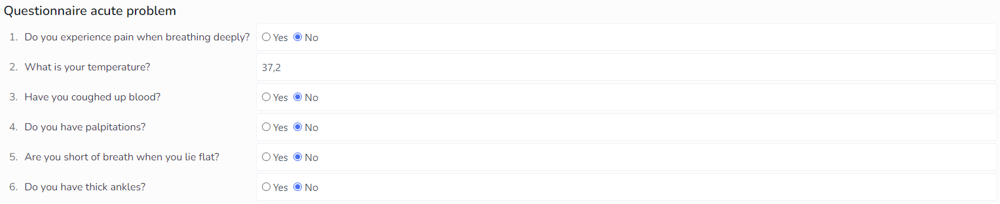 Questionnaire acute problem
1. Do you experience pain when breathing deeply? Yes No
2. What is your temperature? 37,2
3. Have you coughed up blood? Yes No
4. Do you have palpitations? Yes No
5. Are you short of breath when you lie flat? Yes No
6. Do you have thick ankles? Yes No